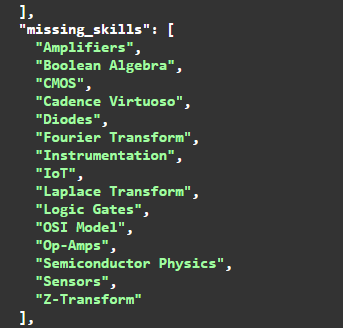 ],
"missing_skills": [
"Amplifiers",
"Boolean Algebra",
"CMOS",
"Cadence Virtuoso",
"Diodes",
"Fourier Transform",
"Instrumentation",
"IoT",
"Laplace Transform",
"Logic Gates",
"OSI Model",
"Op-Amps",
"Semiconductor Physics",
"Sensors",
"Z-Transform"
],